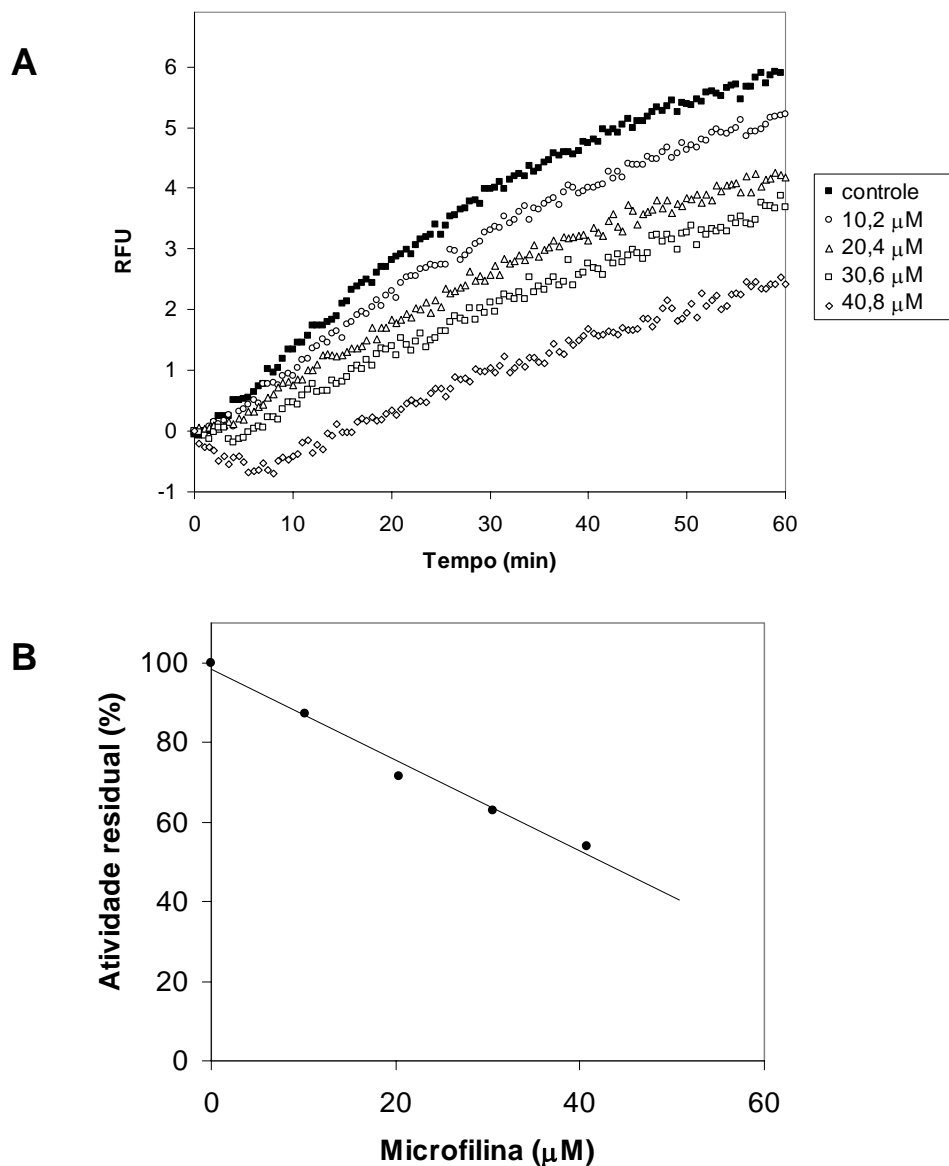 A
RFU
6
5
4
3
2
1
0
-1
0 10 20 30 40 50 60
Tempo (min)
controle
10,2 μM
20,4 μM
30,6 μM
40,8 μM
B
Atividade residual (%)
100
80
60
40
20
0
0 20 40 60
Microfilina (μM)